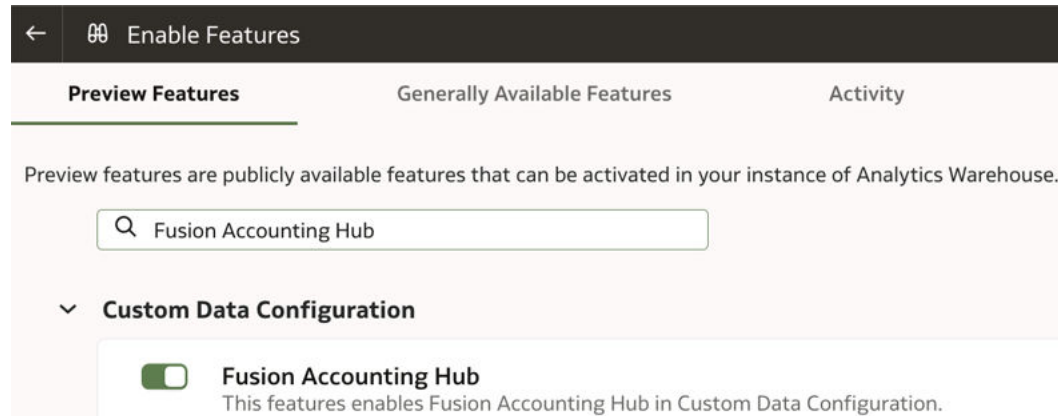 Enable Features
Preview Features Generally Available Features Activity
Preview features are publicly available features that can be activated in your instance of Analytics Warehouse.
Fusion Accounting Hub
Custom Data Configuration
Fusion Accounting Hub
This features enables Fusion Accounting Hub in Custom Data Configuration.